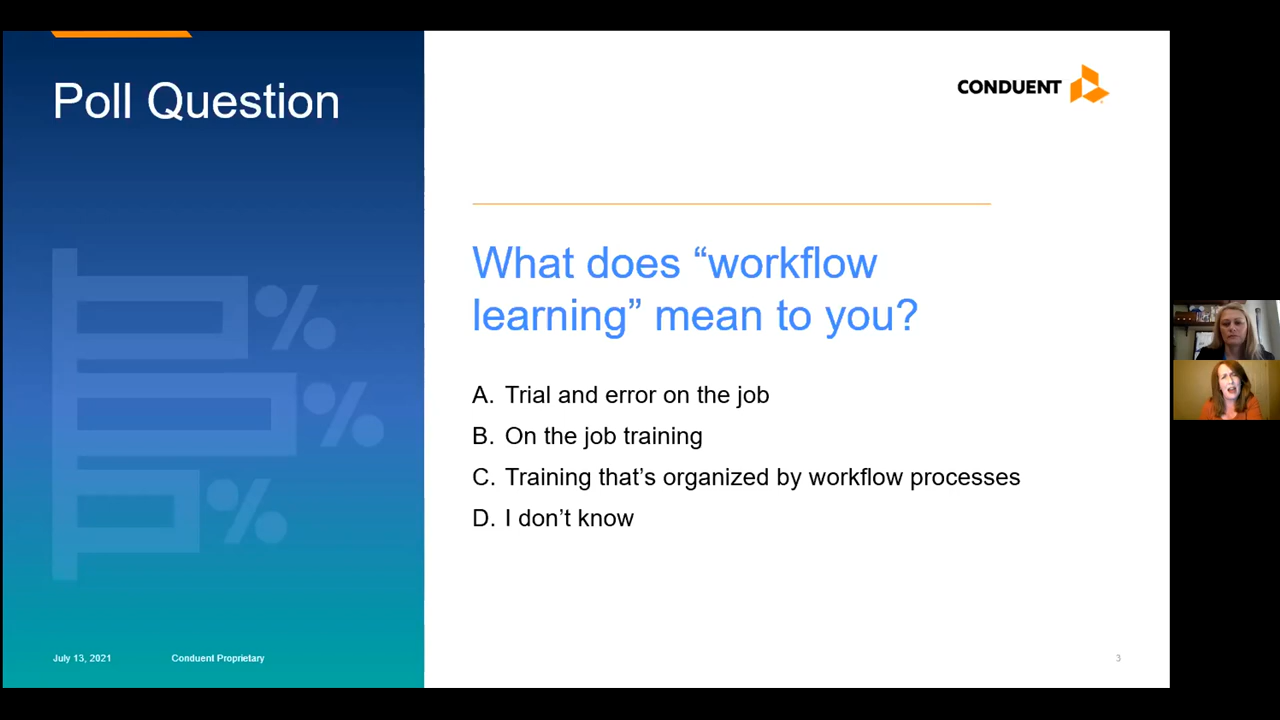 Poll Question
CONDUENT
What does “workflow
learning” mean to you?
A. Trial and error on the job
B. On the job training
C. Training that’s organized by workflow processes
D. I don’t know
%
%
%
July 13, 2021
Conduent Proprietary
3